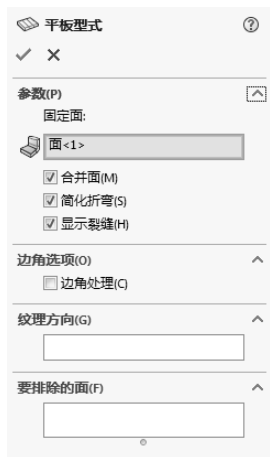 平板型式
参数(P)
固定面:
面<1>
合并面(M)
简化折弯(S)
显示裂缝(H)
边角选项(O)
边角处理(C)
纹理方向(G)
要排除的面(F)